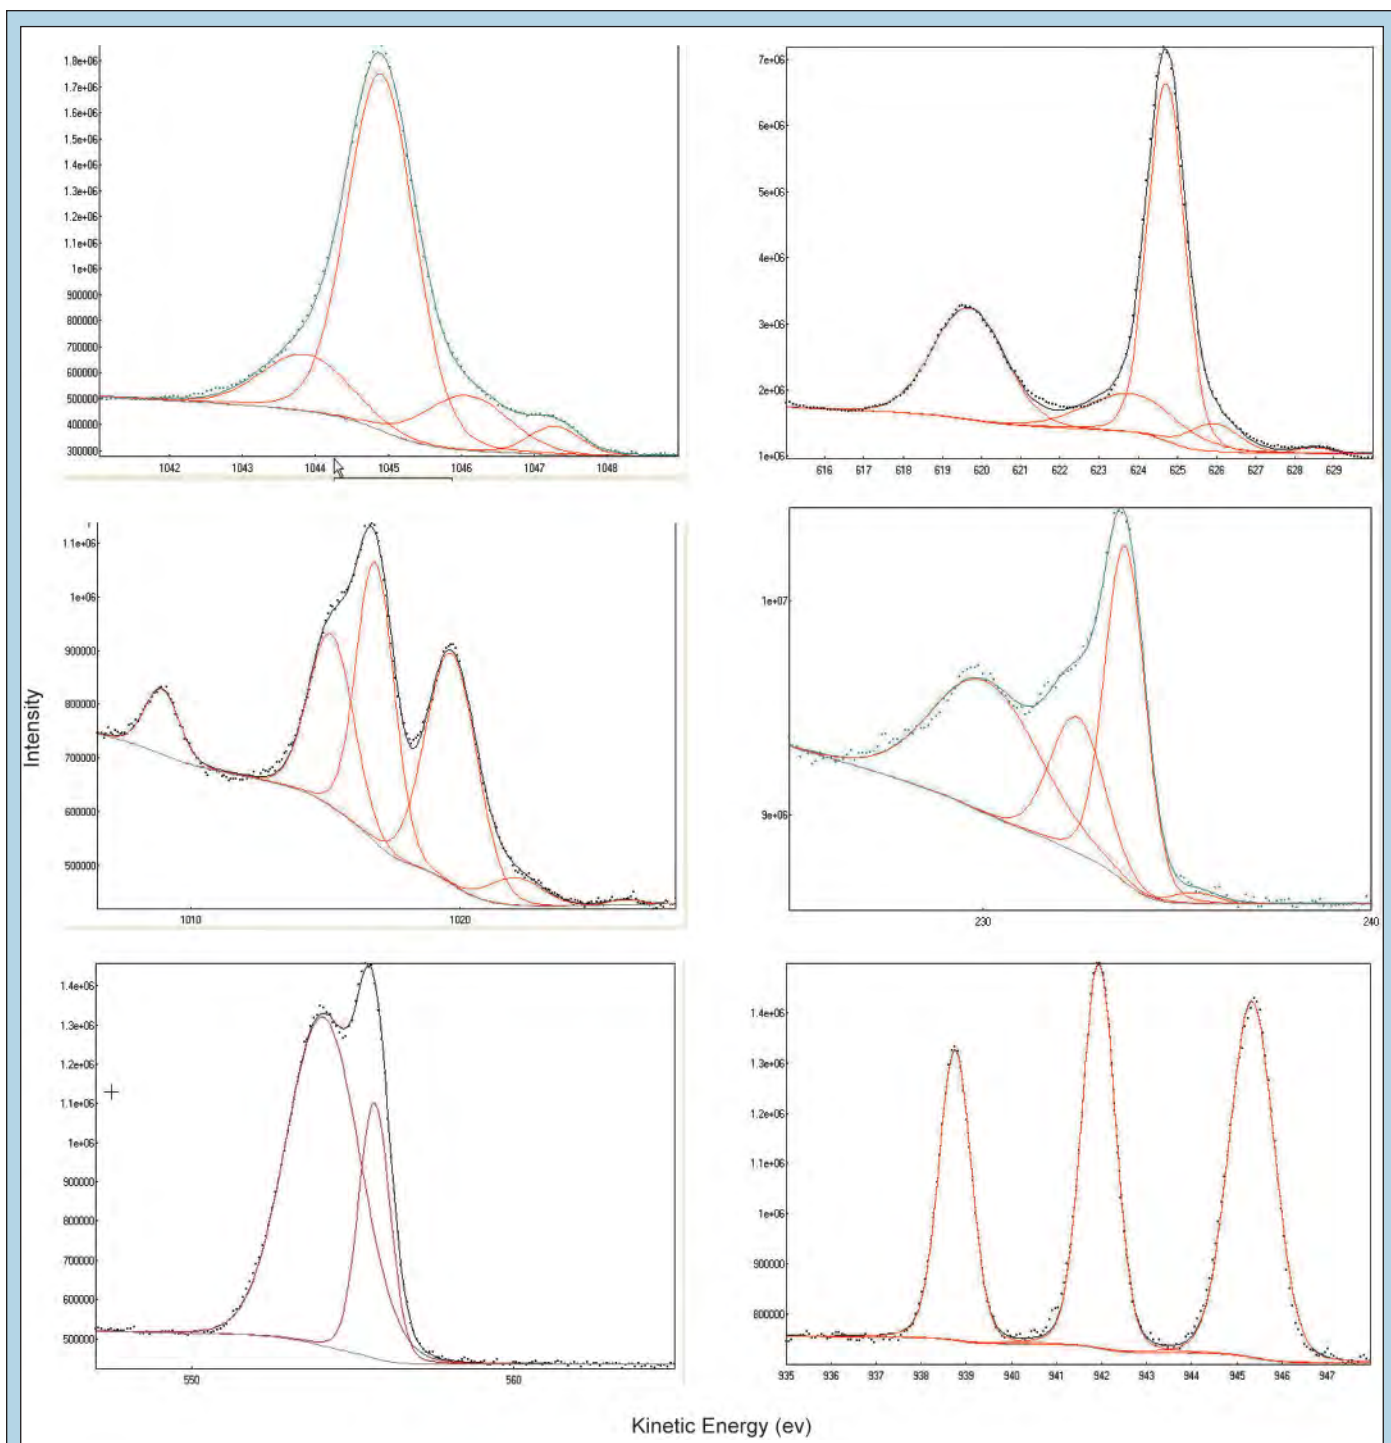 1.8e+06
1.7e+06
1.6e+06
1.5e+06
1.4e+06
1.3e+06
1.2e+06
1.1e+06
1e+06
900000
800000
700000
600000
500000
400000
300000
1042 1043 1044 1045 1046 1047 1048
7e+06
6e+06
5e+06
4e+06
3e+06
2e+06
1e+06
616 617 618 619 620 621 622 623 624 625 626 627 628 629
Intensity
1.1e+06
1e+06
900000
800000
700000
600000
500000
1010 1020
1e+07
9e+06
230 240
1.4e+06
1.3e+06
1.2e+06
1.1e+06
1e+06
900000
800000
700000
600000
500000
550 560
1.4e+06
1.3e+06
1.2e+06
1.1e+06
1e+06
900000
800000
935 936 937 938 939 940 941 942 943 944 945 946 947
Kinetic Energy (ev)